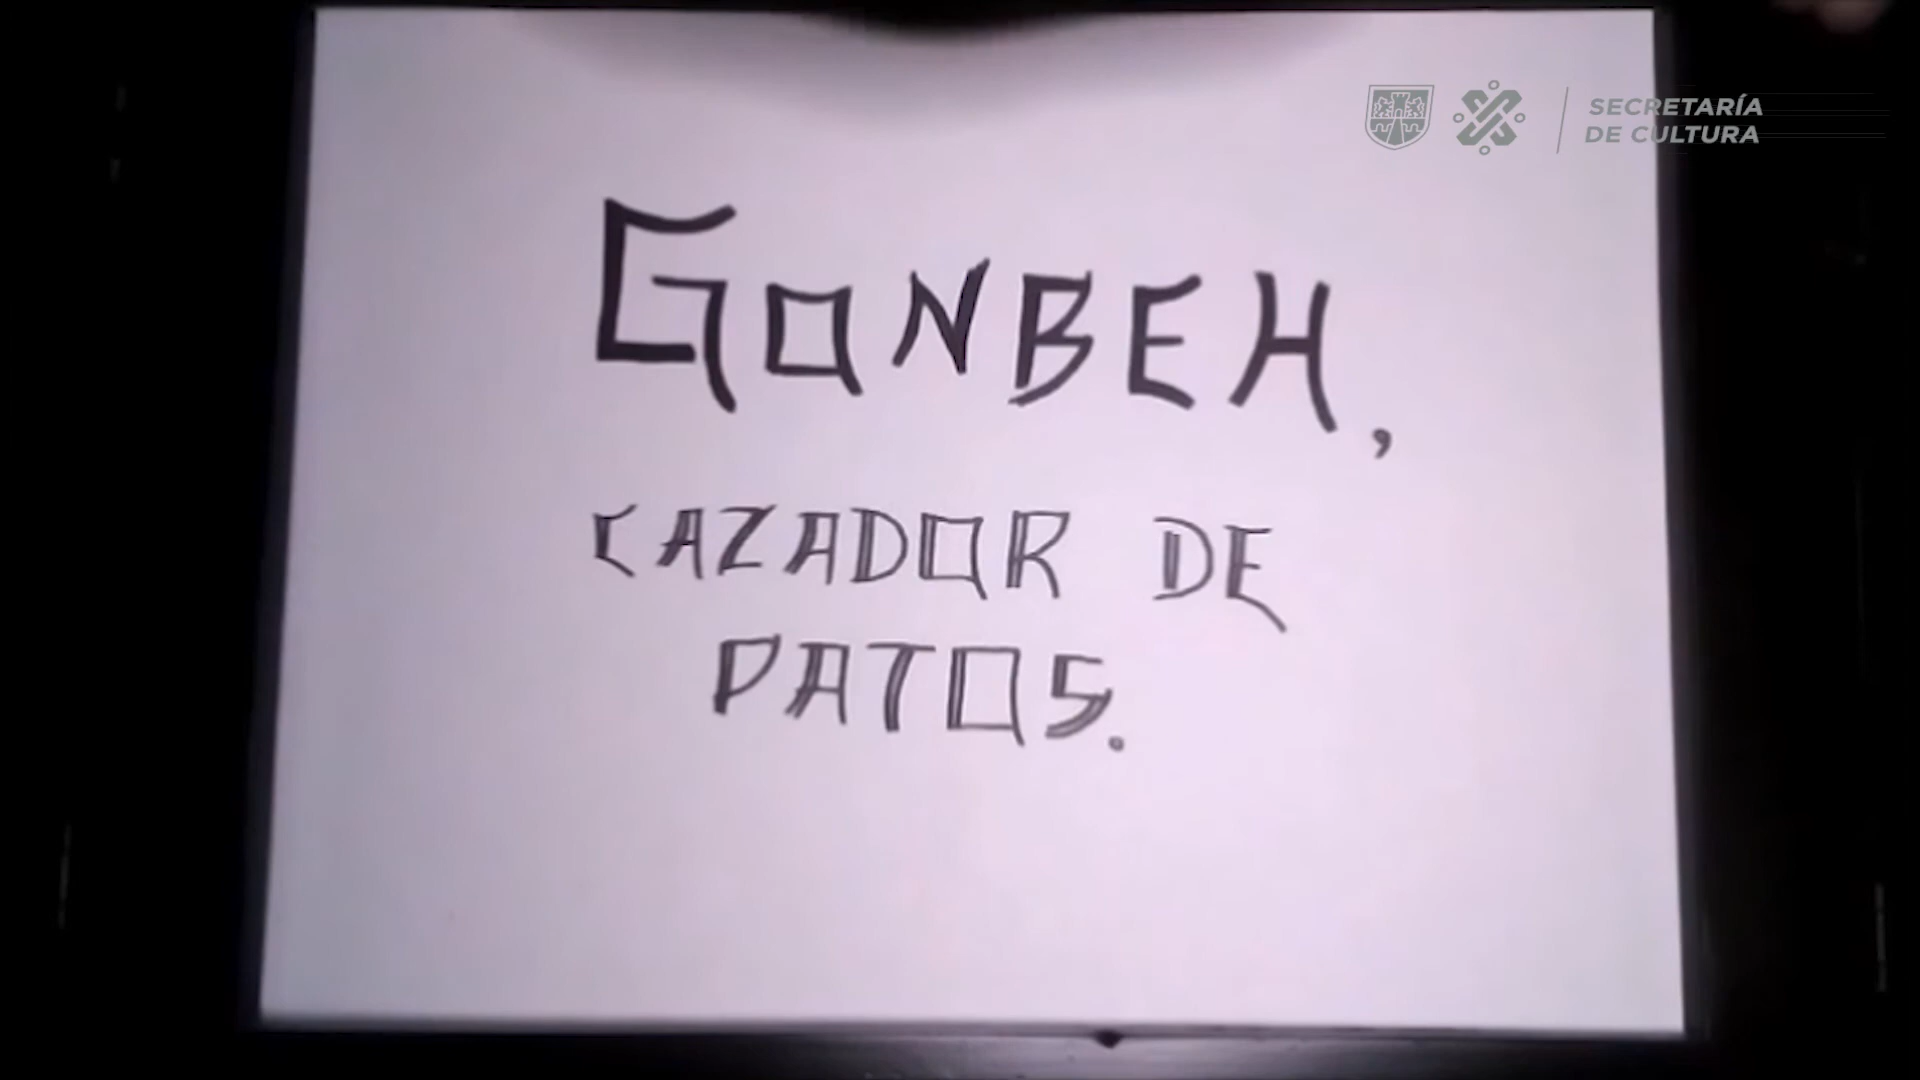 SECRETARÍA
DE CULTURA
GONBEH,
CAZADOR DE
PATOS.